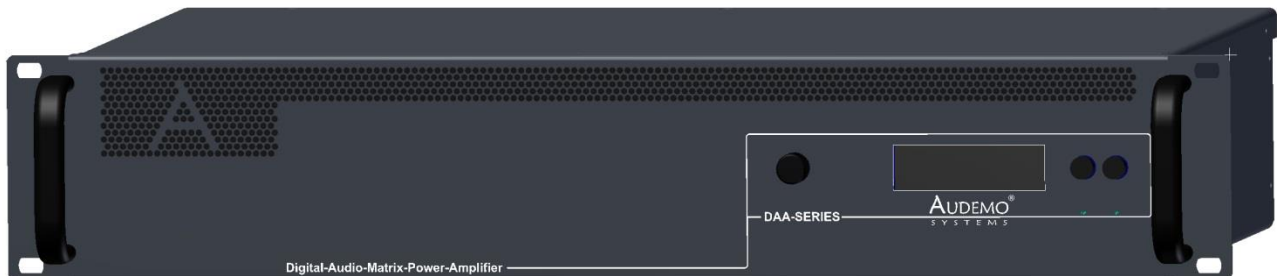 DAA-SERIES
AUDEMO®
SYSTEMS
Digital-Audio-Matrix-Power-Amplifier